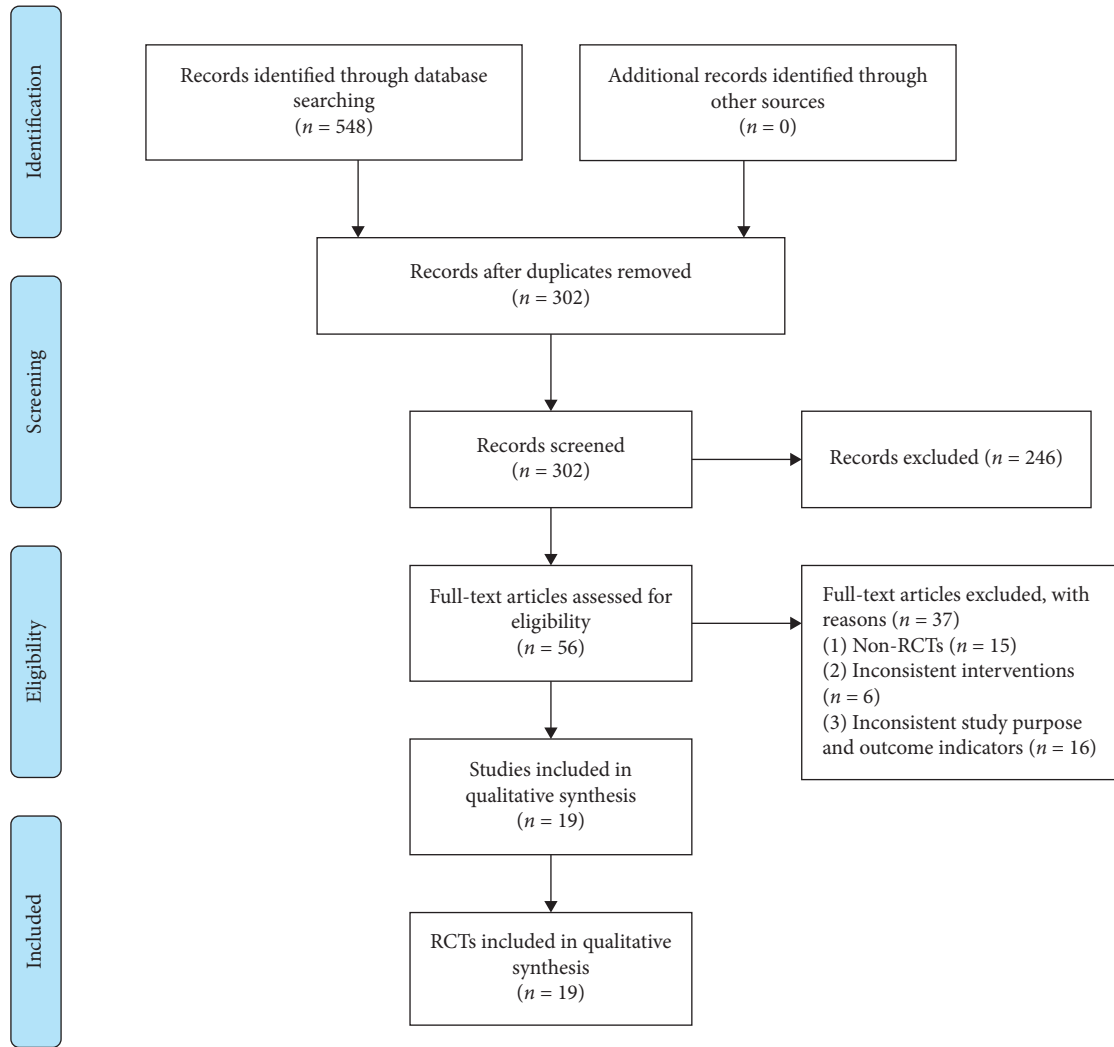 Identification
Records identified through database
searching
(n = 548)
Additional records identified through
other sources
(n = 0)
Records after duplicates removed
(n = 302)
Screening
Records screened
(n = 302)
Records excluded (n = 246)
Eligibility
Full-text articles assessed for
eligibility
(n = 56)
Full-text articles excluded, with
reasons (n = 37)
(1) Non-RCTs (n = 15)
(2) Inconsistent interventions
(n = 6)
(3) Inconsistent study purpose
and outcome indicators (n = 16)
Studies included in
qualitative synthesis
(n = 19)
Included
RCTs included in qualitative
synthesis
(n = 19)